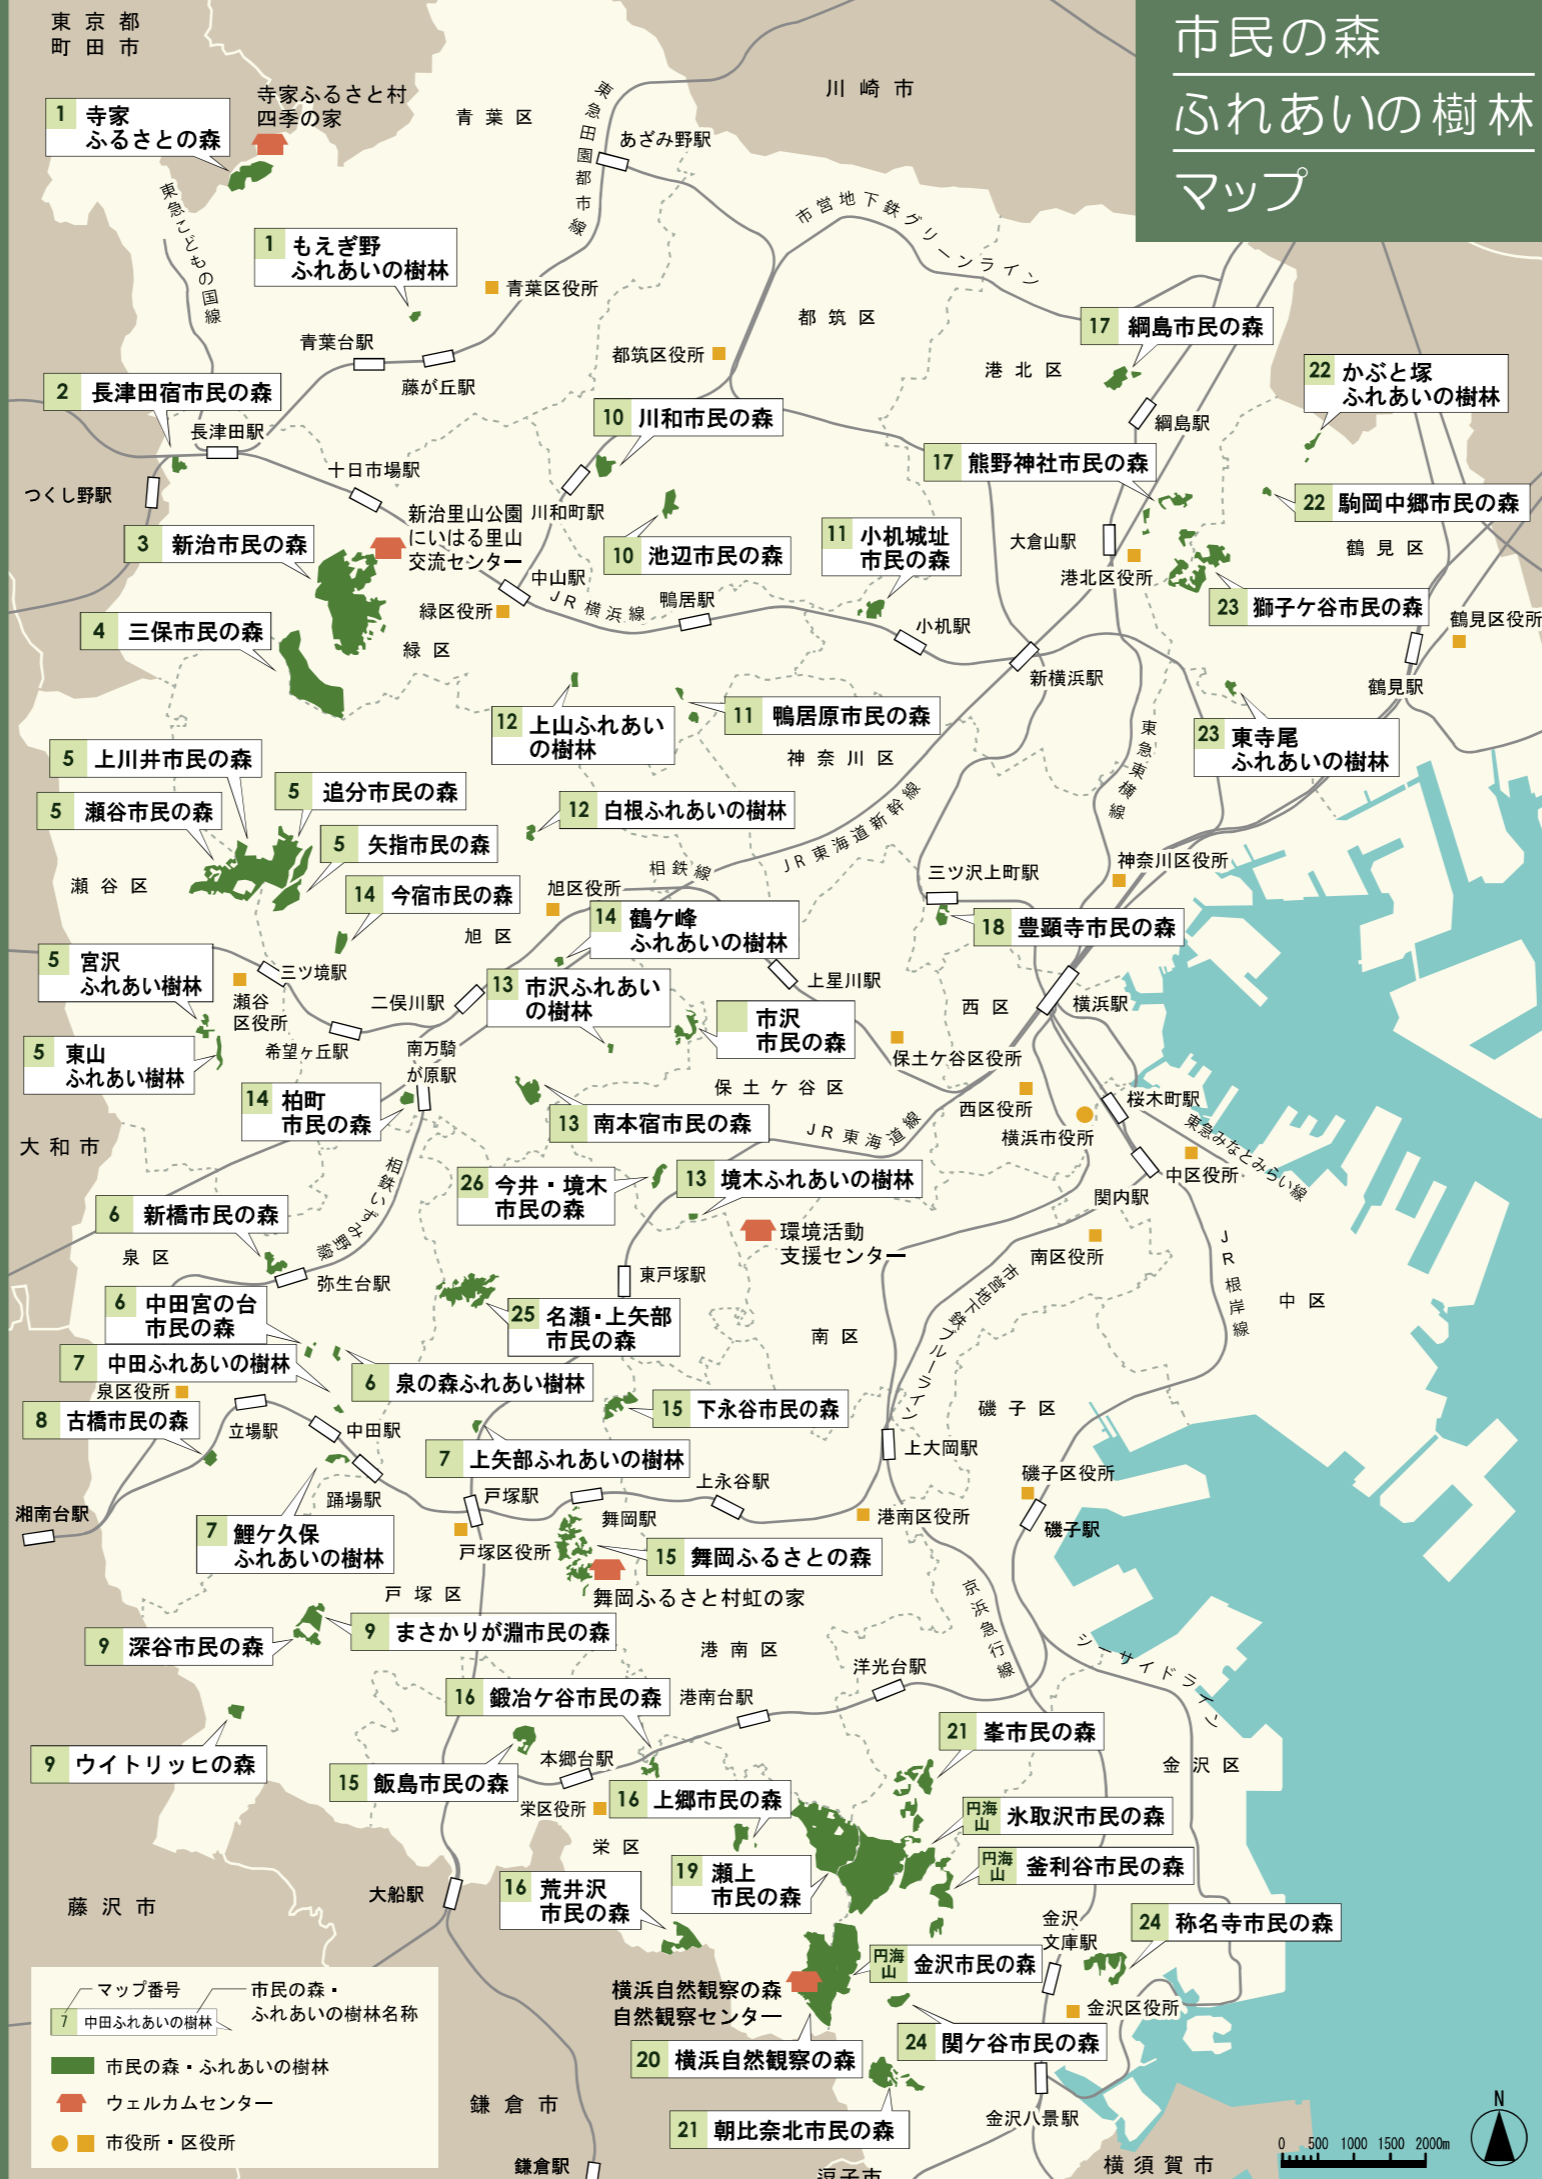 市民の森
ふれあいの樹林
マップ
東京都
町田市
川崎市
寺家ふるさと村
四季の家
1 寺家
ふるさとの森
青葉区
東急田園都市線
あざみ野駅
東急こどもの国線
市営地下鉄グリーンライン
1 もえぎ野
ふれあいの樹林
青葉区役所
都筑区
17 綱島市民の森
青葉台駅
藤が丘駅
都筑区役所
港北区
22 かぶと塚
ふれあいの樹林
2 長津田宿市民の森
長津田駅
10 川和市民の森
綱島駅
十日市場駅
17 熊野神社市民の森
つくし野駅
新治里山公園
にいはる里山
交流センター
川和町駅
22 駒岡中郷市民の森
3 新治市民の森
10 池辺市民の森
11 小机城址
市民の森
大倉山駅
港北区役所
鶴見区
中山駅
緑区役所
JR横浜線
鴨居駅
小机駅
23 獅子ケ谷市民の森
鶴見区役所
4 三保市民の森
緑区
新横浜駅
鶴見駅
12 上山ふれあい
の樹林
11 鴨居原市民の森
神奈川区
東急東横線
23 東寺尾
ふれあいの樹林
5 上川井市民の森
5 追分市民の森
5 瀬谷市民の森
12 白根ふれあいの樹林
JR東海道新幹線
5 矢指市民の森
瀬谷区
相鉄線
三ツ沢上町駅
神奈川区役所
14 今宿市民の森
旭区役所
旭区
14 鶴ケ峰
ふれあいの樹林
18 豊顕寺市民の森
5 宮沢
ふれあい樹林
三ツ境駅
瀬谷
区役所
二俣川駅
13 市沢ふれあい
の樹林
上星川駅
西区
横浜駅
市沢
市民の森
5 東山
ふれあい樹林
希望ヶ丘駅
南万騎
が原駅
保土ケ谷区役所
保土ケ谷区
西区役所
横浜市役所
桜木町駅
東急みなとみらい線
14 柏町
市民の森
13 南本宿市民の森
JR東海道線
大和市
中区役所
関内駅
相鉄いずみ野線
26 今井・境木
市民の森
13 境木ふれあいの樹林
環境活動
支援センター
南区役所
JR根岸線
中区
6 新橋市民の森
泉区
弥生台駅
東戸塚駅
市営地下鉄ブルーライン
6 中田宮の台
市民の森
25 名瀬・上矢部
市民の森
南区
7 中田ふれあいの樹林
泉区役所
6 泉の森ふれあい樹林
15 下永谷市民の森
磯子区
8 古橋市民の森
立場駅
中田駅
上大岡駅
7 上矢部ふれあいの樹林
上永谷駅
磯子区役所
踊場駅
戸塚駅
舞岡駅
港南区役所
磯子駅
湘南台駅
7 鯉ケ久保
ふれあいの樹林
戸塚区役所
15 舞岡ふるさとの森
舞岡ふるさと村虹の家
戸塚区
京浜急行線
9 まさかりが淵市民の森
9 深谷市民の森
港南区
シーサイドライン
洋光台駅
16 鍛冶ケ谷市民の森
港南台駅
21 峯市民の森
9 ウイトリッヒの森
本郷台駅
金沢区
15 飯島市民の森
栄区役所
16 上郷市民の森
円海山 氷取沢市民の森
栄区
円海山 釜利谷市民の森
19 瀬上
市民の森
大船駅
16 荒井沢
市民の森
藤沢市
金沢
文庫駅
24 称名寺市民の森
円海山 金沢市民の森
横浜自然観察の森
自然観察センター
金沢区役所
24 関ケ谷市民の森
20 横浜自然観察の森
21 朝比奈北市民の森
金沢八景駅
鎌倉市
鎌倉駅
逗子市
横須賀市
マップ番号
市民の森・
ふれあいの樹林名称
7 中田ふれあいの樹林
市民の森・ふれあいの樹林
ウェルカムセンター
市役所・区役所
N
0 500 1000 1500 2000m